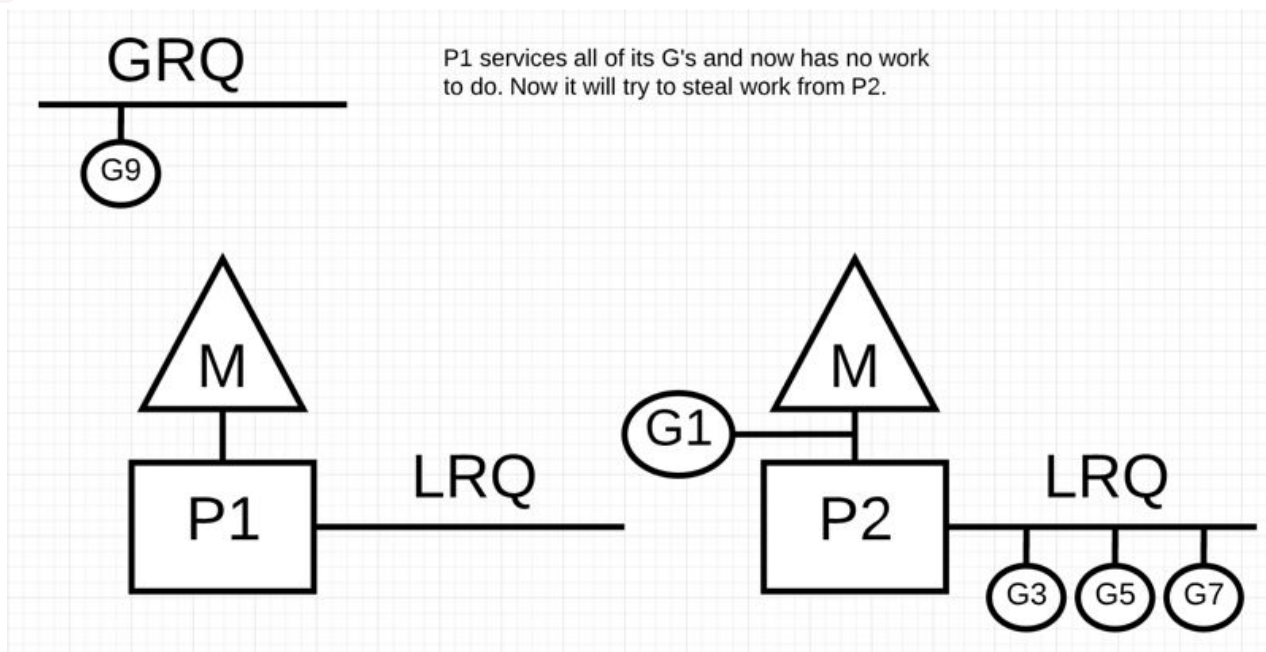 GRQ
P1 services all of its G's and now has no work
to do. Now it will try to steal work from P2.
G9
M
M
G1
P1
LRQ
P2
LRQ
G3
G5
G7